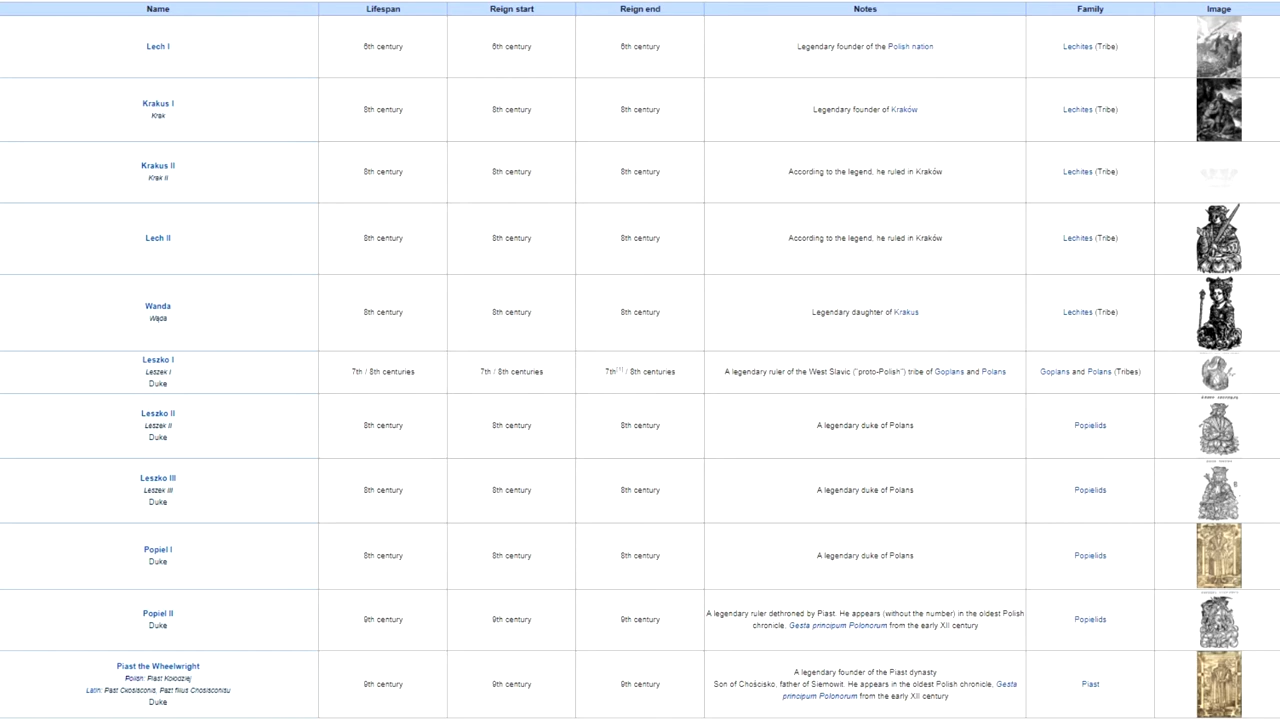 Name Lifespan Reign start Reign end Notes Family Image
Lech I 6th century 6th century 6th century Legendary founder of the Polish nation Lechites (Tribe)
Krakus I
Krak
8th century 8th century 8th century Legendary founder of Kraków Lechites (Tribe)
Krakus II
Krak II
8th century 8th century 8th century According to the legend, he ruled in Kraków Lechites (Tribe)
Lech II 8th century 8th century 8th century According to the legend, he ruled in Kraków Lechites (Tribe)
Wanda
Wąda
8th century 8th century 8th century Legendary daughter of Krakus Lechites (Tribe)
Leszko I
Leszek I
Duke
7th / 8th centuries 7th / 8th centuries 7th[1] / 8th centuries A legendary ruler of the West Slavic ("proto-Polish") tribe of Goplans and Polans Goplans and Polans (Tribes)
Leszko II
Leszek II
Duke
8th century 8th century 8th century A legendary duke of Polans Popielids
Leszko III
Leszek III
Duke
8th century 8th century 8th century A legendary duke of Polans Popielids
Popiel I
Duke
8th century 8th century 8th century A legendary duke of Polans Popielids
Popiel II
Duke
9th century 9th century 9th century
A legendary ruler dethroned by Piast. He appears (without the number) in the oldest Polish
chronicle, Gesta principum Polonorum from the early XII century
Popielids
Piast the Wheelwright
Polish: Piast Kołodziej
Latin: Past Ckosisconis, Pazt filius Chosisconisu
Duke
9th century 9th century 9th century
A legendary founder of the Piast dynasty
Son of Chościsko, father of Siemowit. He appears in the oldest Polish chronicle, Gesta
principum Polonorum from the early XII century
Piast